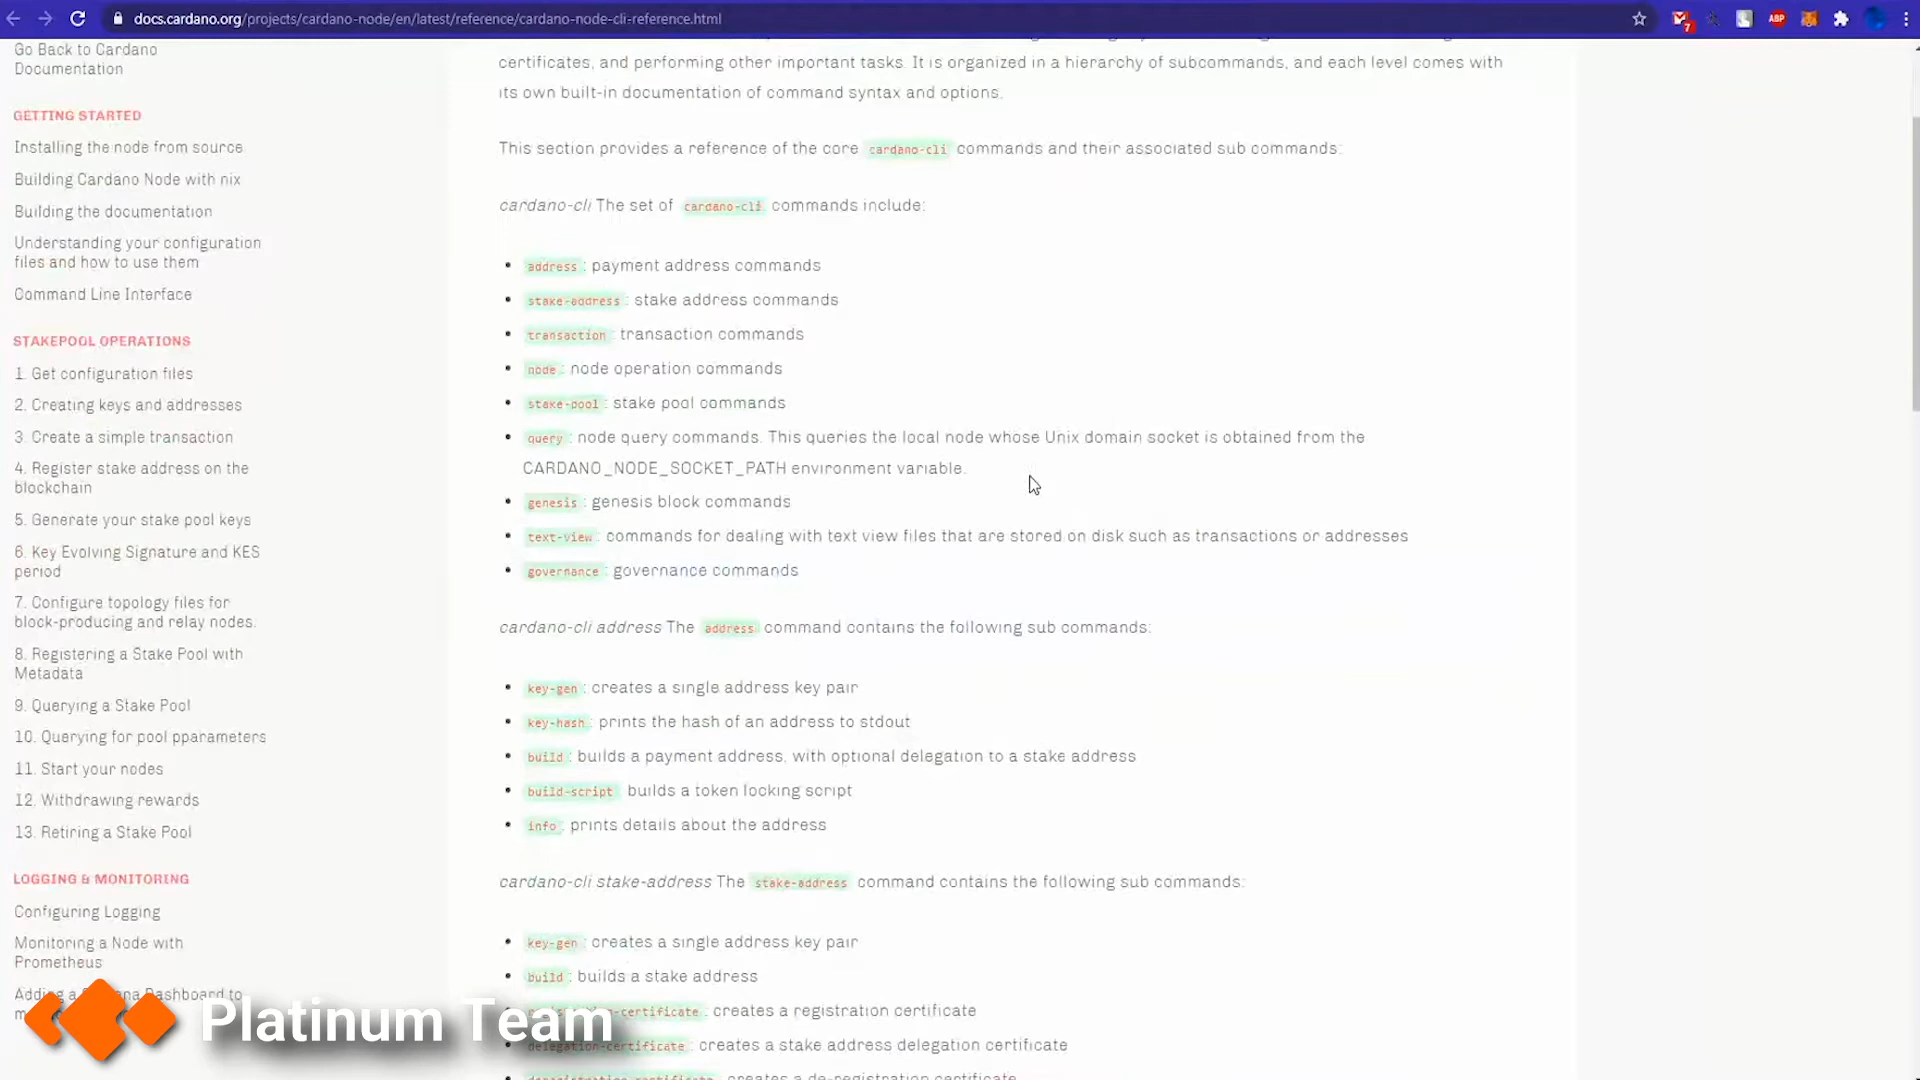 docs.cardano.org/projects/cardano-node/en/latest/reference/cardano-node-cli-reference.html
7
ABP
Go Back to Cardano
Documentation
GETTING STARTED
Installing the node from source
Building Cardano Node with nix
Building the documentation
Understanding your configuration
files and how to use them
Command Line Interface
STAKEPOOL OPERATIONS
1. Get configuration files
2. Creating keys and addresses
3. Create a simple transaction
4. Register stake address on the
blockchain
5. Generate your stake pool keys
6. Key Evolving Signature and KES
period
7. Configure topology files for
block-producing and relay nodes.
8. Registering a Stake Pool with
Metadata
9. Querying a Stake Pool
10. Querying for pool pparameters
11. Start your nodes
12. Withdrawing rewards
13. Retiring a Stake Pool
LOGGING & MONITORING
Configuring Logging
Monitoring a Node with
Prometheus
Adding a Dashboard to
certificates, and performing other important tasks. It is organized in a hierarchy of subcommands, and each level comes with
its own built-in documentation of command syntax and options.
This section provides a reference of the core cardano-cli commands and their associated sub commands:
cardano-cli The set of cardano-cli commands include:
address : payment address commands
stake-address : stake address commands
transaction : transaction commands
node : node operation commands
stake-pool : stake pool commands
query : node query commands. This queries the local node whose Unix domain socket is obtained from the
CARDANO_NODE_SOCKET_PATH environment variable.
genesis : genesis block commands
text-view : commands for dealing with text view files that are stored on disk such as transactions or addresses
governance : governance commands
cardano-cli address The address command contains the following sub commands:
key-gen : creates a single address key pair
key-hash : prints the hash of an address to stdout
build : builds a payment address, with optional delegation to a stake address
build-script builds a token locking script
info : prints details about the address
cardano-cli stake-address The stake-address command contains the following sub commands:
key-gen : creates a single address key pair
build : builds a stake address
-certificate : creates a registration certificate
delegation-certificate : creates a stake address delegation certificate
creates a de-registration certificate
Platinum Team